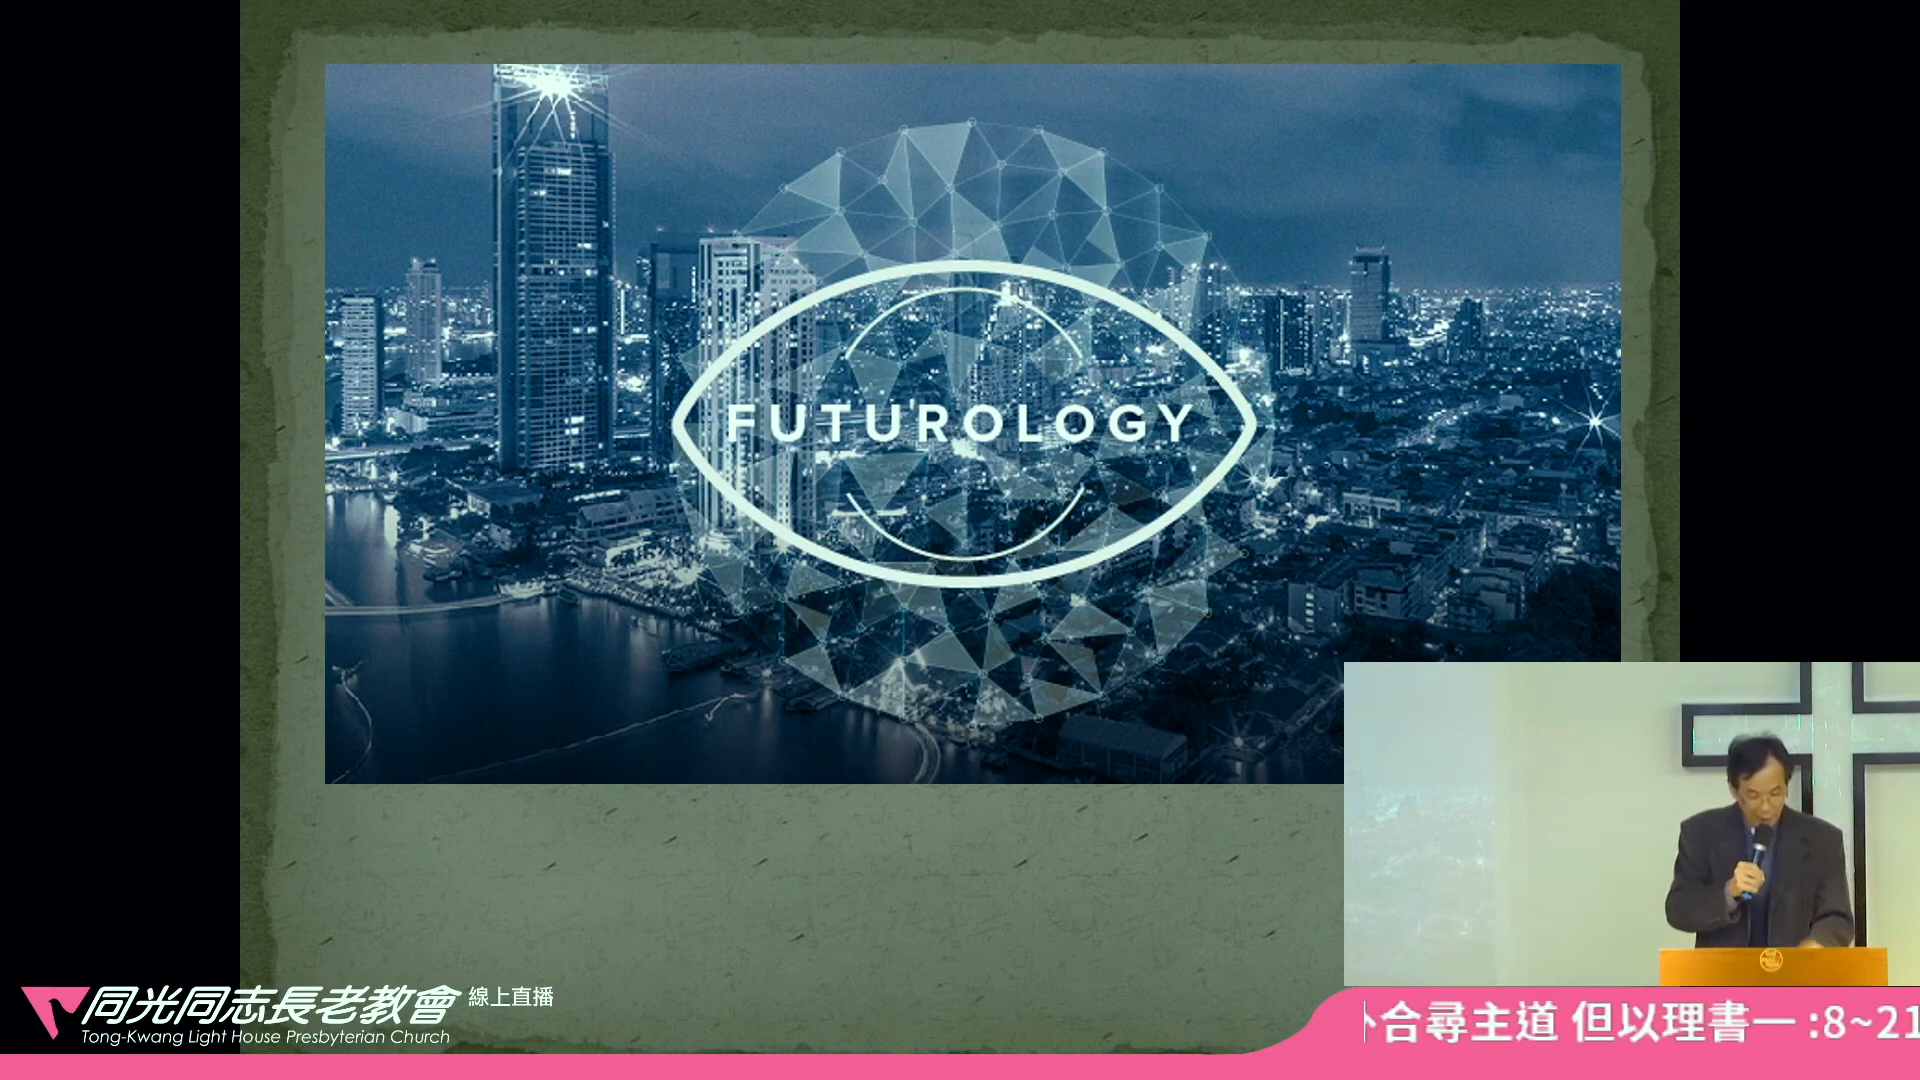 FUTUROLOGY
同光同志長老教會 線上直播
Tong-Kwang Light House Presbyterian Church
合尋主道 但以理書一 :8~21